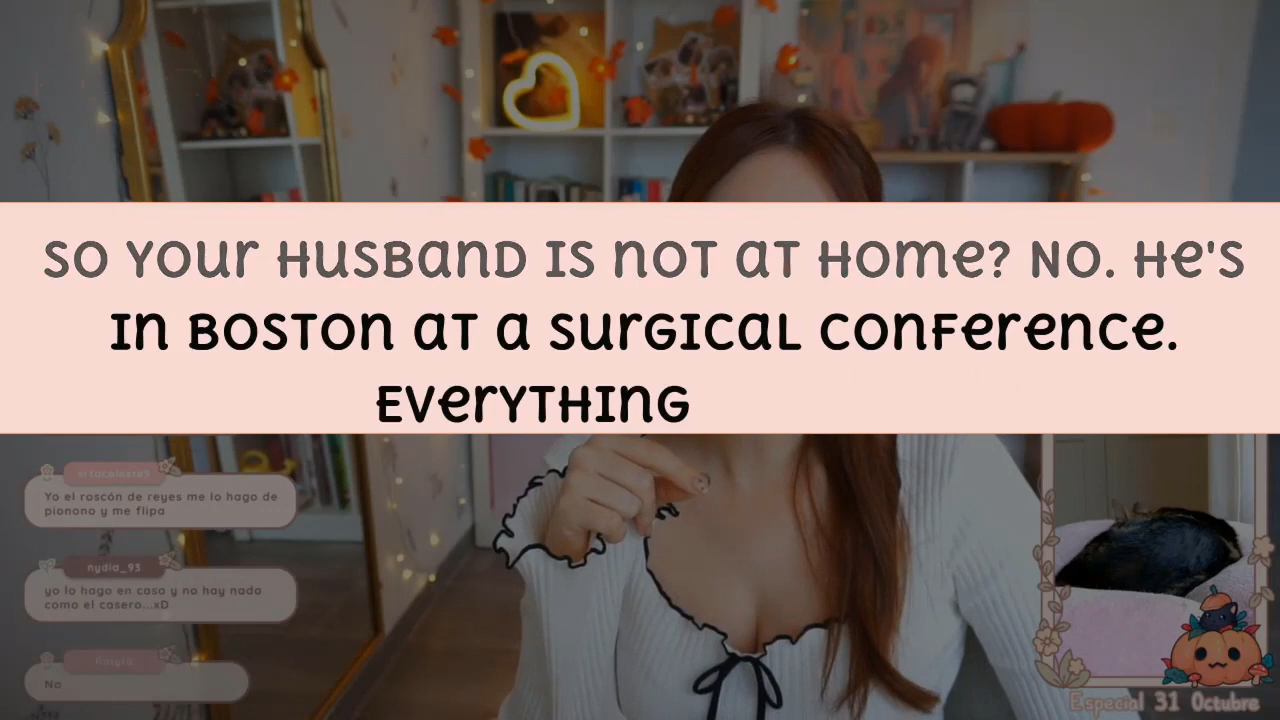 So your husband is not at home? No. He's
in Boston at a surgical conference.
Everything
srtacalazre9
Yo el roscón de reyes me lo hago de
pionono y me flipa
nydia_93
yo lo hago en casa y no hay nada
como el casero...xD
No
Especial 31 Octubre